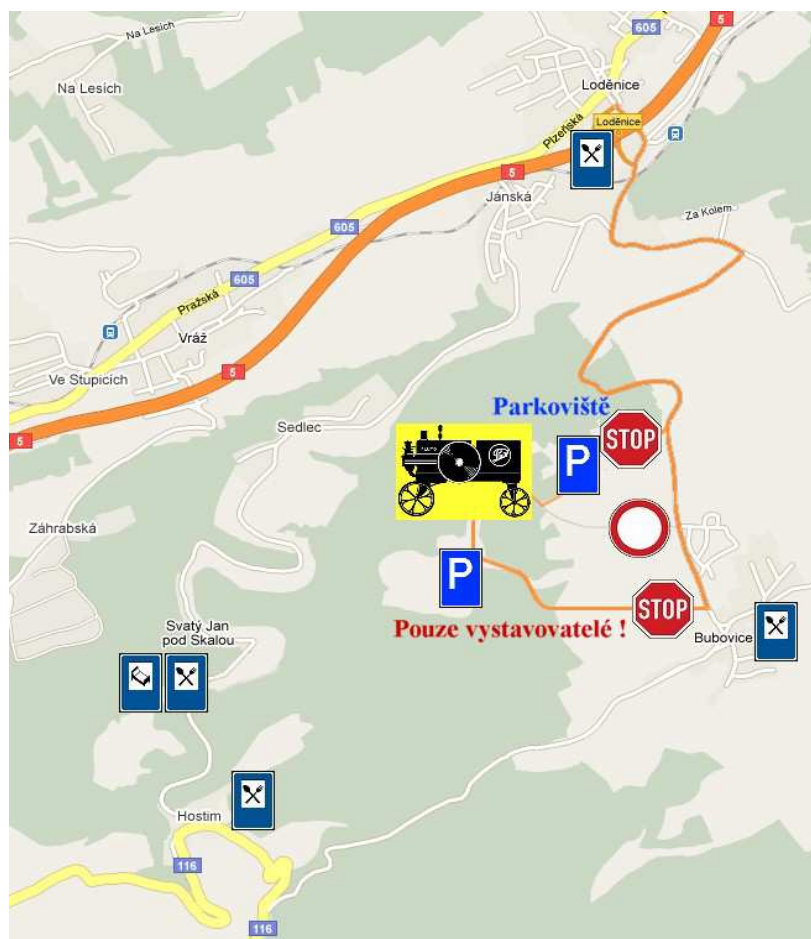 605
5
Na Lesích
Na Lesích
Loděnice
Loděnice
Plzeňská
5
Jánská
605
Za Kolem
605
Pražská
Vráž
5
Ve Stupicích
5
Parkoviště
Sedlec
STOP
P
Záhrabská
P
STOP
Svatý Jan
pod Skalou
Pouze vystavovatelé !
Bubovice
Hostim
116
116